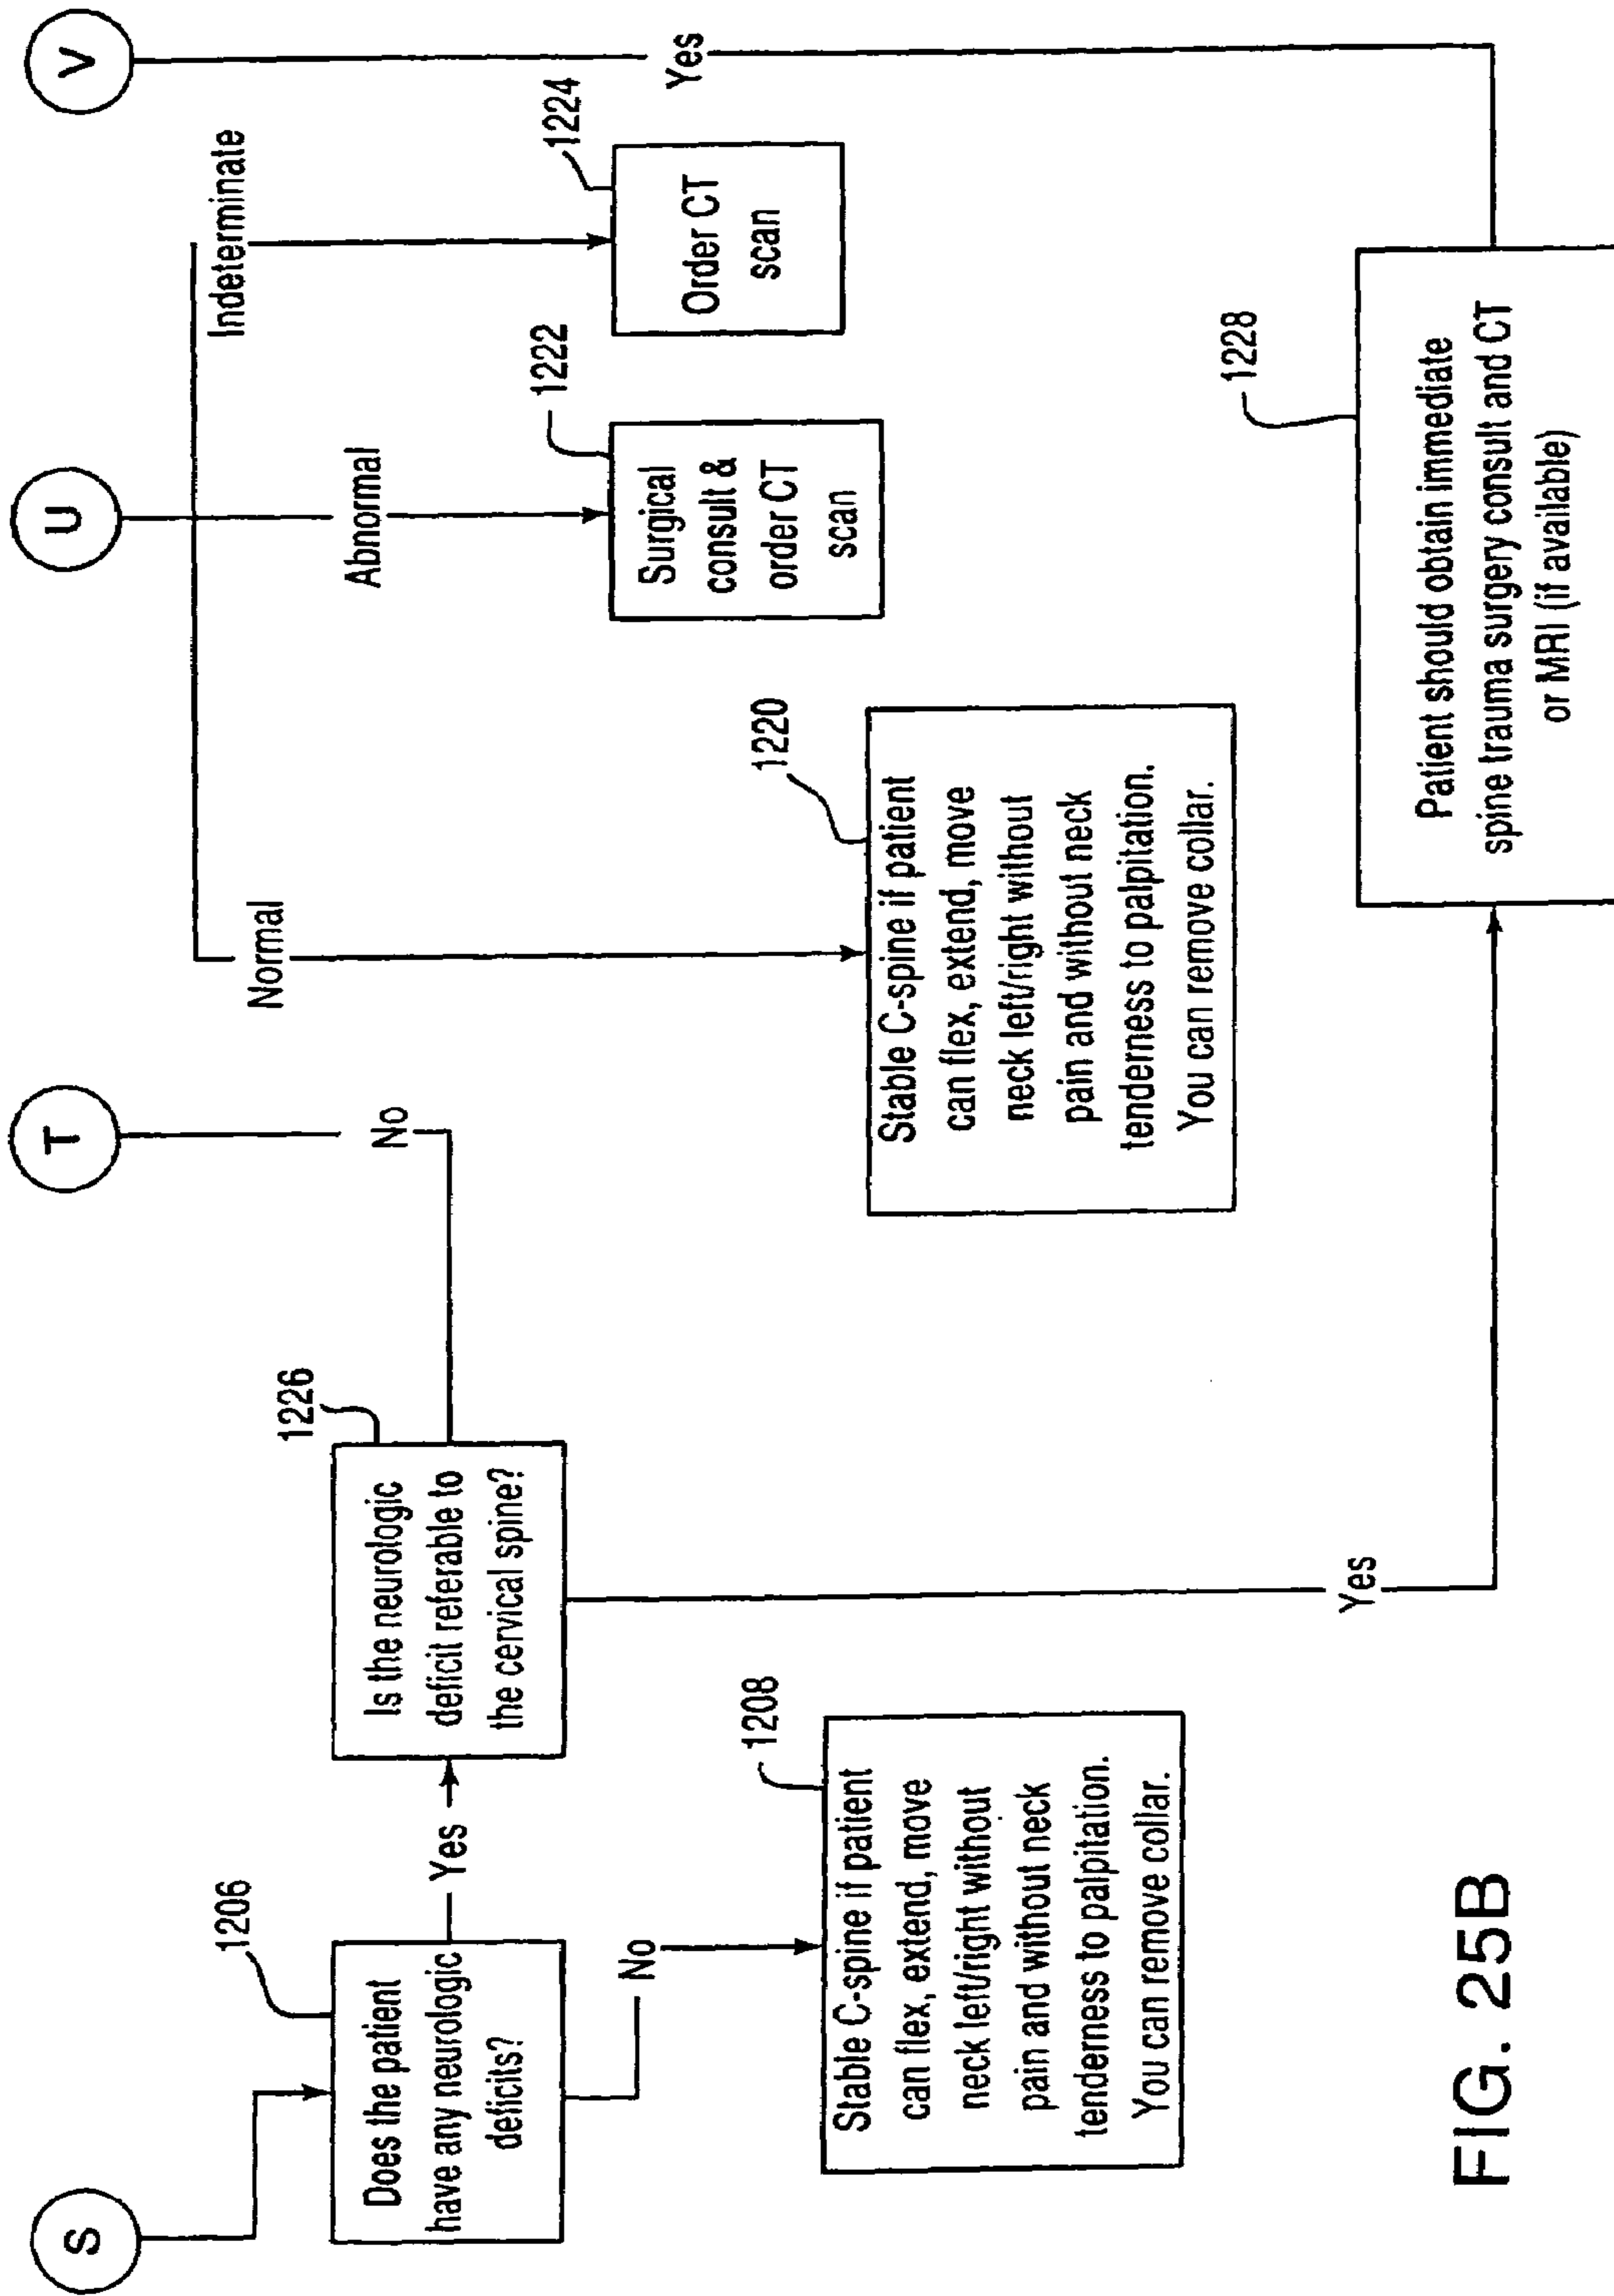 S
T
U
V
1206
Does the patient
have any neurologic
deficits?
Yes
No
1226
Is the neurologic
deficit referable to
the cervical spine?
No
Yes
1208
Stable C-spine if patient
can flex, extend, move
neck left/right without
pain and without neck
tenderness to palpitation.
You can remove collar.
Normal
Abnormal
Indeterminate
1220
Stable C-spine if patient
can flex, extend, move
neck left/right without
pain and without neck
tenderness to palpitation.
You can remove collar.
1222
Surgical
consult &
order CT
scan
1224
Order CT
scan
Yes
1228
Patient should obtain immediate
spine trauma surgery consult and CT
or MRI (if available)
FIG. 25B